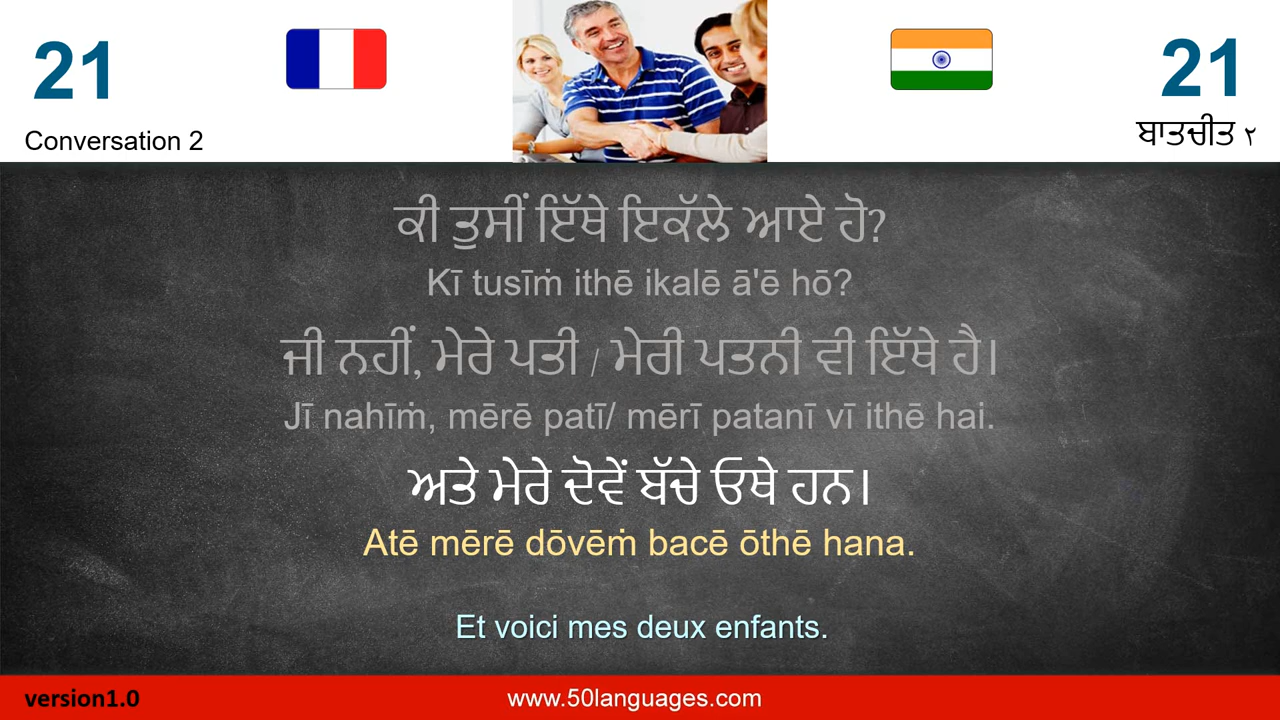 21
21
Conversation 2
ਬਾਤਚੀਤ ੨
ਕੀ ਤੁਸੀਂ ਇੱਥੇ ਇਕੱਲੇ ਆਏ ਹੋ?
Kī tusīṁ ithē ikalē ā'ē hō?
ਜੀ ਨਹੀਂ, ਮੇਰੇ ਪਤੀ / ਮੇਰੀ ਪਤਨੀ ਵੀ ਇੱਥੇ ਹੈ।
Jī nahīṁ, mērē patī/ mērī patanī vī ithē hai.
ਅਤੇ ਮੇਰੇ ਦੋਵੇਂ ਬੱਚੇ ਓਥੇ ਹਨ।
Atē mērē dōvēṁ bacē ōthē hana.
Et voici mes deux enfants.
version1.0
www.50languages.com